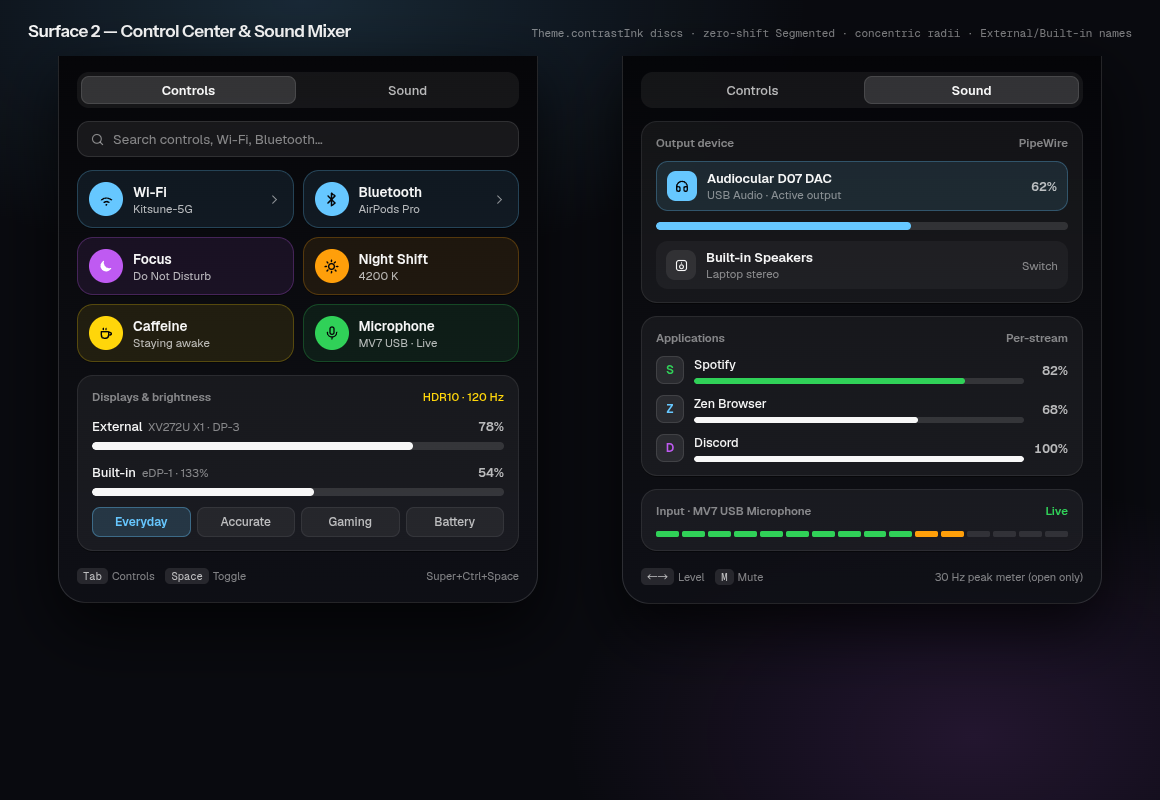 Surface 2 — Control Center & Sound Mixer
Theme.contrastInk discs · zero-shift Segmented · concentric radii · External/Built-in names
Controls
Sound
Search controls, Wi-Fi, Bluetooth…
Wi-Fi
Kitsune-5G
Bluetooth
AirPods Pro
Focus
Do Not Disturb
Night Shift
4200 K
Caffeine
Staying awake
Microphone
MV7 USB · Live
Displays & brightness
HDR10 · 120 Hz
External XV272U X1 · DP-3
78%
Built-in eDP-1 · 133%
54%
Everyday
Accurate
Gaming
Battery
Tab Controls Space Toggle
Super+Ctrl+Space
Controls
Sound
Output device
PipeWire
Audiocular D07 DAC
USB Audio · Active output
62%
Built-in Speakers
Laptop stereo
Switch
Applications
Per-stream
S
Spotify
82%
Z
Zen Browser
68%
D
Discord
100%
Input · MV7 USB Microphone
Live
←→ Level M Mute
30 Hz peak meter (open only)